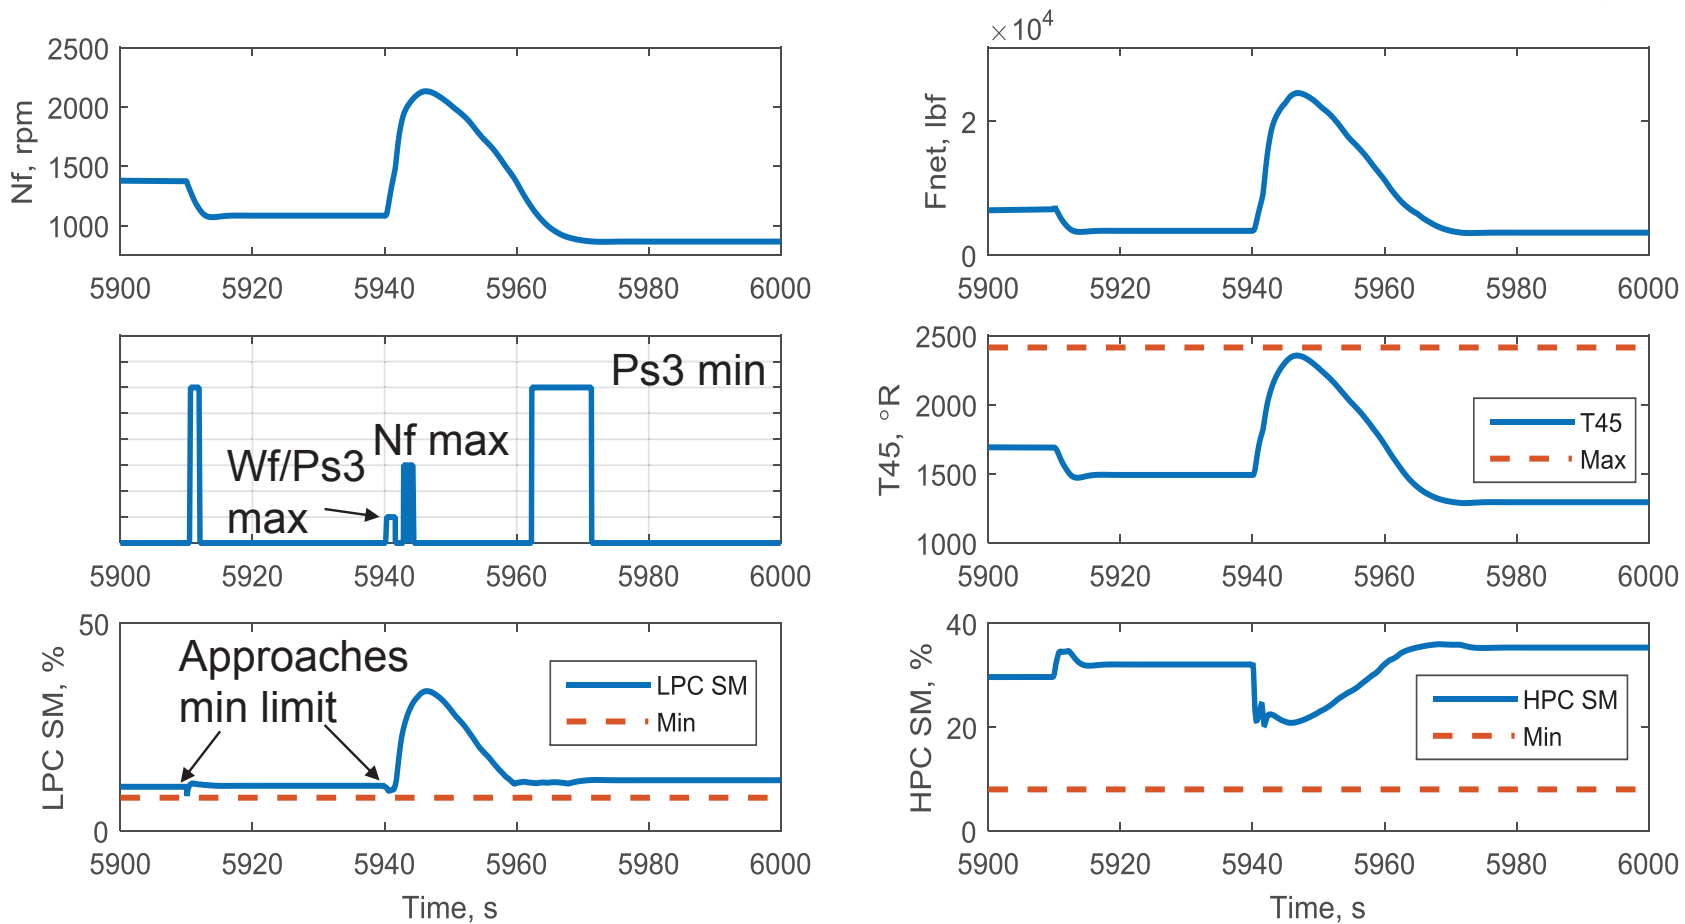 2500
2000
1500
1000
Nf, rpm
5900 5920 5940 5960 5980 6000
×10⁴
2
0
Fnet, lbf
5900 5920 5940 5960 5980 6000
Ps3 min
Nf max
Wf/Ps3
max
5900 5920 5940 5960 5980 6000
2500
2000
1500
1000
T45, °R
T45
Max
5900 5920 5940 5960 5980 6000
50
0
LPC SM, %
Approaches
min limit
LPC SM
Min
5900 5920 5940 5960 5980 6000
Time, s
40
20
0
HPC SM, %
HPC SM
Min
5900 5920 5940 5960 5980 6000
Time, s